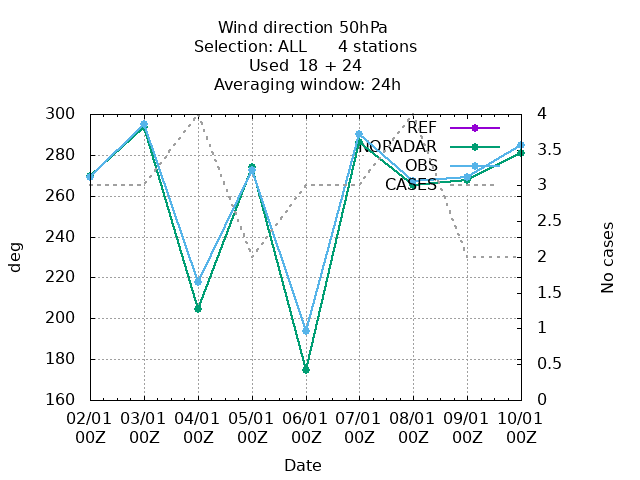 Wind direction 50hPa
Selection: ALL      4 stations
Used  18 + 24
Averaging window: 24h
REF
NORADAR
OBS
CASES
300
280
260
240
220
200
180
160
4
3.5
3
2.5
2
1.5
1
0.5
0
deg
No cases
02/01 03/01 04/01 05/01 06/01 07/01 08/01 09/01 10/01
00Z 00Z 00Z 00Z 00Z 00Z 00Z 00Z 00Z
Date